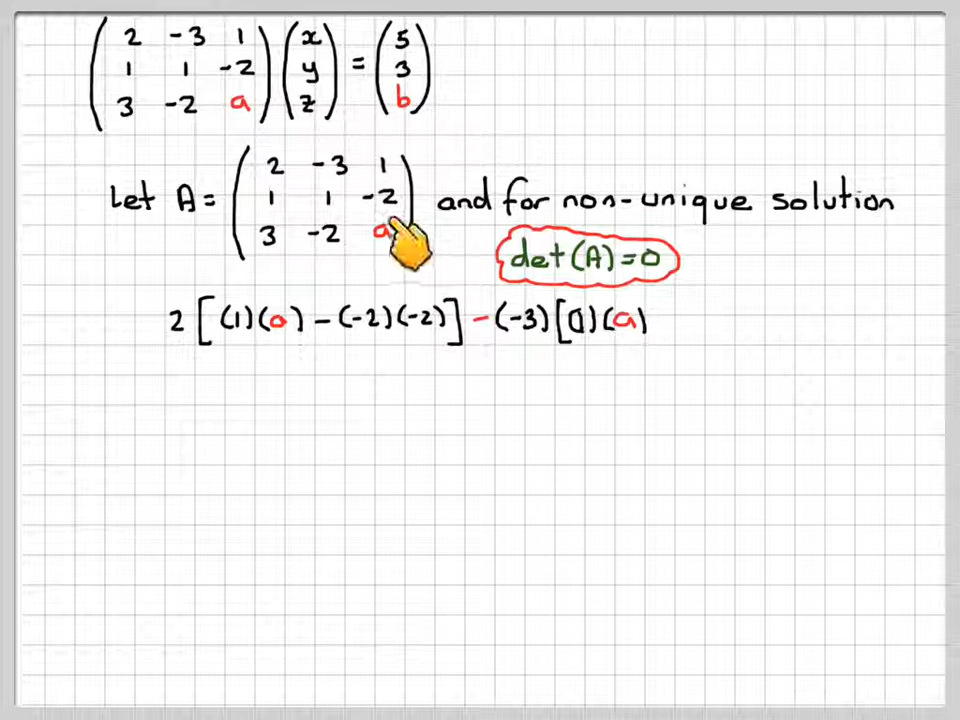 ( 2 -3 1 ) ( x ) = ( 5 )
( 1 1 -2 ) ( y ) ( 3 )
( 3 -2 a ) ( z ) ( b )
Let A = ( 2 -3 1 ) and for non-unique solution
( 1 1 -2 )
( 3 -2 a )
det(A)=0
2[(1)(a)-(-2)(-2)]-(-3)[(1)(a)